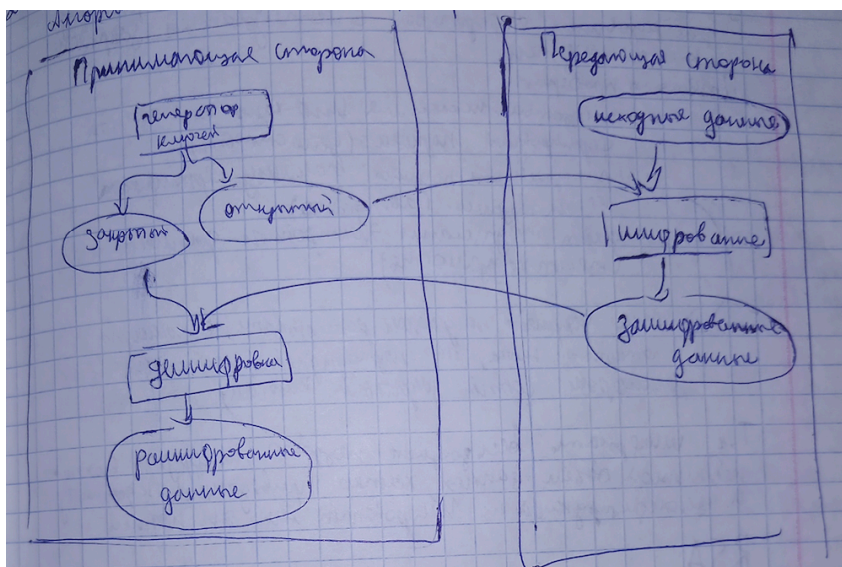 Принимающая сторона
генератор
ключей
закрытый
открытый
дешифровка
расшифрованные
данные
Передающая сторона
исходные данные
шифрование
Зашифрованные
данные